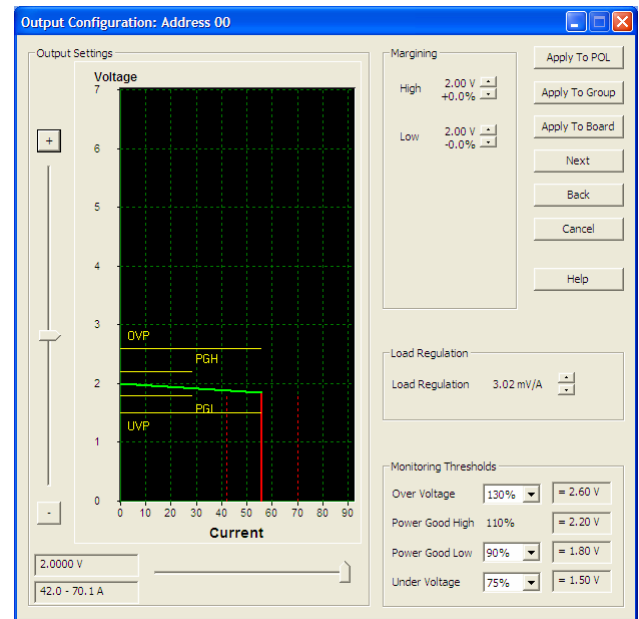 Output Configuration: Address 00
Output Settings
Voltage
7
6
5
4
3
2
1
0
OVP
PGH
PGL
UVP
0 10 20 30 40 50 60 70 80 90
Current
+
-
2.0000 V
42.0 - 70.1 A
Margining
High 2.00 V
+0.0%
Low 2.00 V
-0.0%
Apply To POL
Apply To Group
Apply To Board
Next
Back
Cancel
Help
Load Regulation
Load Regulation 3.02 mV/A
Monitoring Thresholds
Over Voltage 130% = 2.60 V
Power Good High 110% = 2.20 V
Power Good Low 90% = 1.80 V
Under Voltage 75% = 1.50 V